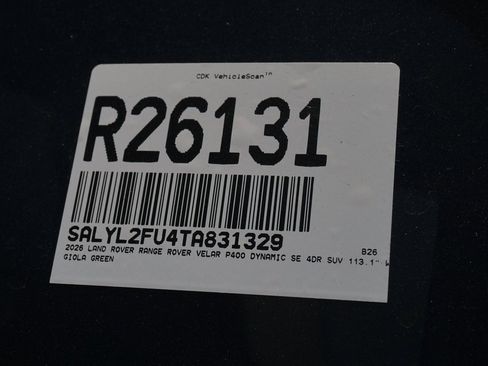 CDK VehicleScan™
R26131
SALYL2FU4TA831329
B26
2026 LAND ROVER RANGE ROVER VELAR P400 DYNAMIC SE 4DR SUV 113.1"
GIOLA GREEN